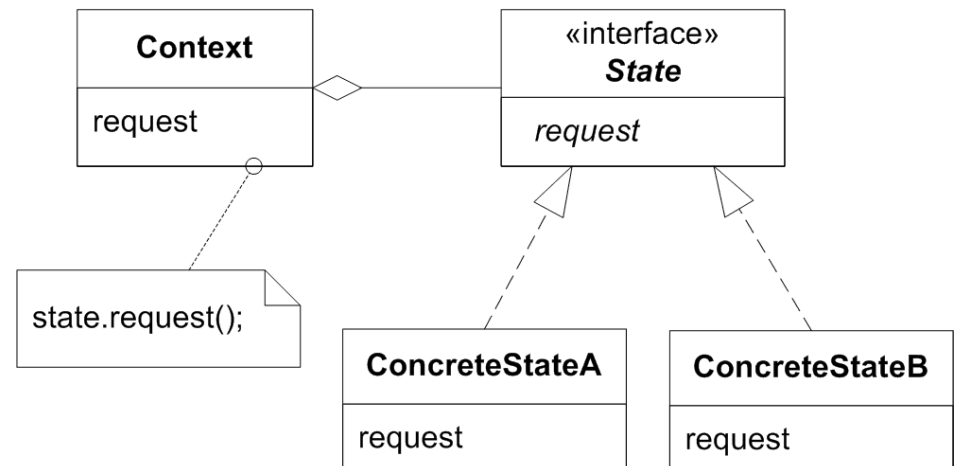 Context
request
«interface»
State
request
state.request();
ConcreteStateA
request
ConcreteStateB
request